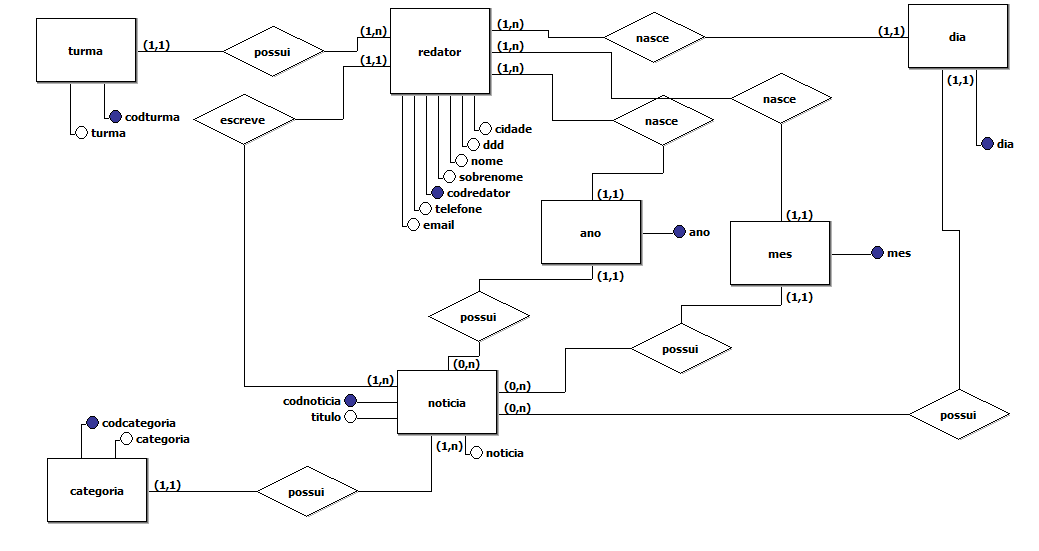 turma
(1,1)
possui
(1,n)
redator
(1,n)
nasce
(1,1)
dia
(1,1)
(1,n)
(1,n)
nasce
nasce
escreve
(1,1)
codturma
turma
cidade
ddd
nome
sobrenome
codredator
telefone
email
dia
(1,1)
ano
ano
(1,1)
(1,1)
mes
mes
(1,1)
possui
possui
(0,n)
(1,n)
noticia
codnoticia
titulo
(0,n)
(0,n)
possui
(1,n)
noticia
codcategoria
categoria
categoria
(1,1)
possui